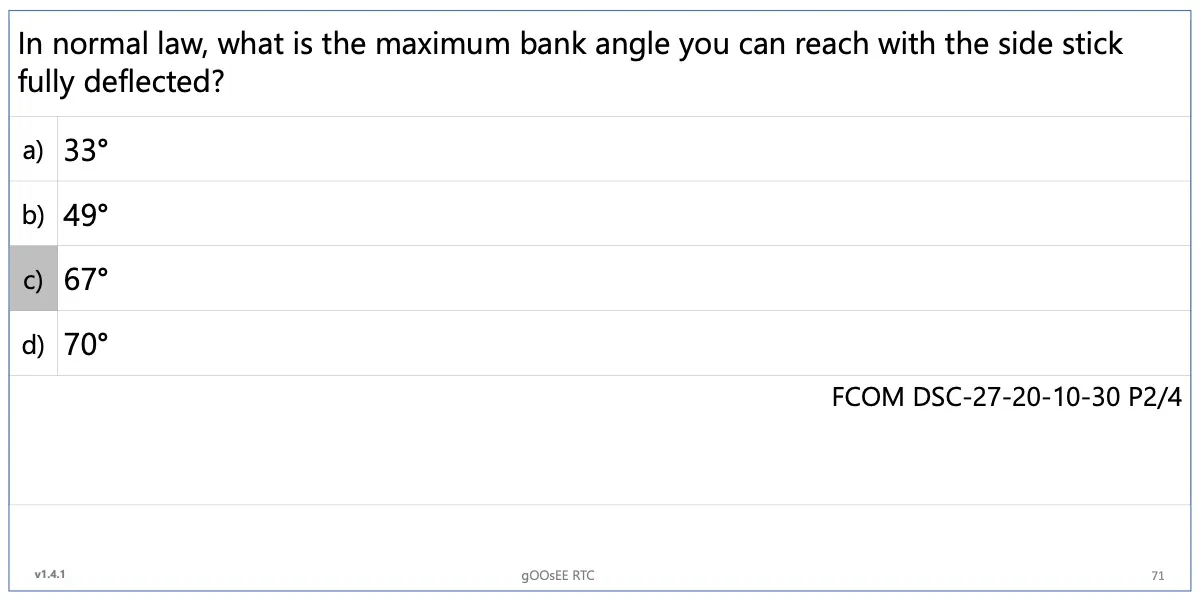 In normal law, what is the maximum bank angle you can reach with the side stick
fully deflected?
a) 33°
b) 49°
c) 67°
d) 70°
FCOM DSC-27-20-10-30 P2/4
v1.4.1 gOOsEE RTC 71